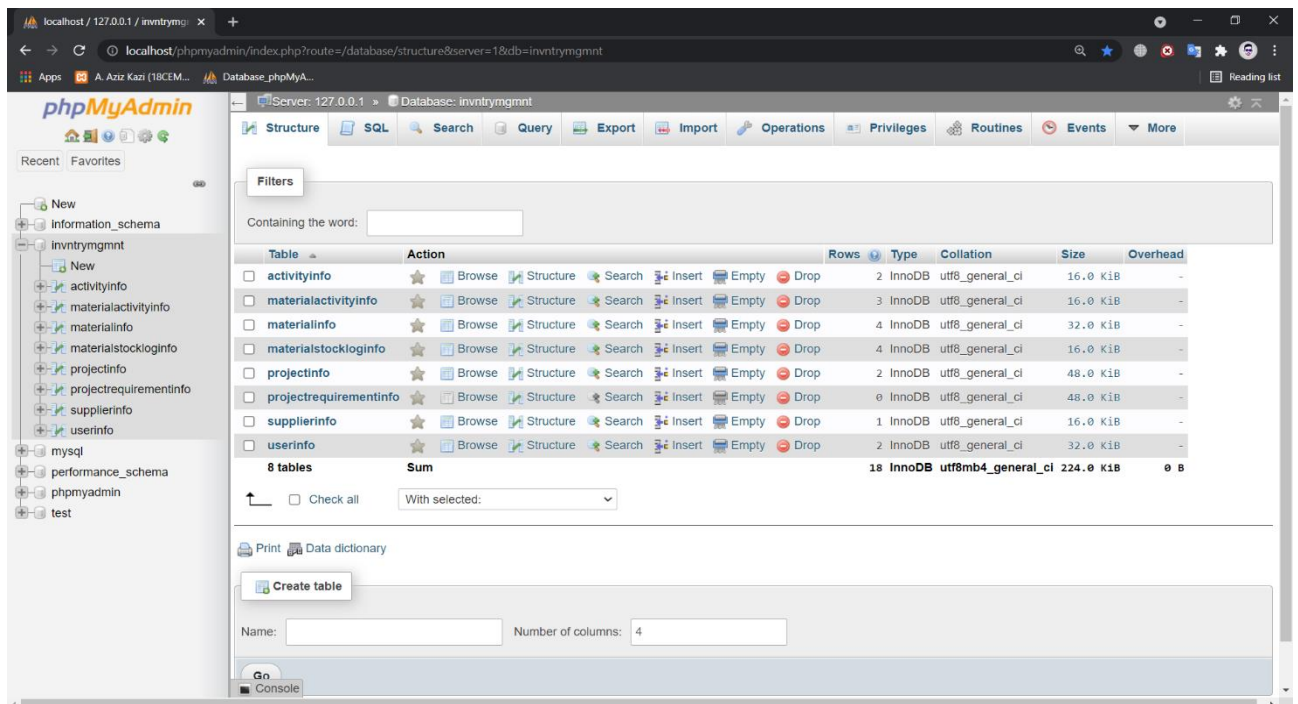 localhost / 127.0.0.1 / invntrymg
localhost/phpmyadmin/index.php?route=/database/structure&server=1&db=invntrymgmnt
Apps A. Aziz Kazi (18CEM... Database_phpMyA... Reading list
phpMyAdmin
Recent Favorites
New
information_schema
invntrymgmnt
New
activityinfo
materialactivityinfo
materialinfo
materialstockloginfo
projectinfo
projectrequirementinfo
supplierinfo
userinfo
mysql
performance_schema
phpmyadmin
test
Server: 127.0.0.1 » Database: invntrymgmnt
Structure SQL Search Query Export Import Operations Privileges Routines Events More
Filters
Containing the word:
Table Action Rows Type Collation Size Overhead
activityinfo Browse Structure Search Insert Empty Drop 2 InnoDB utf8_general_ci 16.0 KiB -
materialactivityinfo Browse Structure Search Insert Empty Drop 3 InnoDB utf8_general_ci 16.0 KiB -
materialinfo Browse Structure Search Insert Empty Drop 4 InnoDB utf8_general_ci 32.0 KiB -
materialstockloginfo Browse Structure Search Insert Empty Drop 4 InnoDB utf8_general_ci 16.0 KiB -
projectinfo Browse Structure Search Insert Empty Drop 2 InnoDB utf8_general_ci 48.0 KiB -
projectrequirementinfo Browse Structure Search Insert Empty Drop 0 InnoDB utf8_general_ci 48.0 KiB -
supplierinfo Browse Structure Search Insert Empty Drop 1 InnoDB utf8_general_ci 16.0 KiB -
userinfo Browse Structure Search Insert Empty Drop 2 InnoDB utf8_general_ci 32.0 KiB -
8 tables Sum 18 InnoDB utf8mb4_general_ci 224.0 KiB 0 B
Check all With selected:
Print Data dictionary
Create table
Name: Number of columns: 4
Go
Console